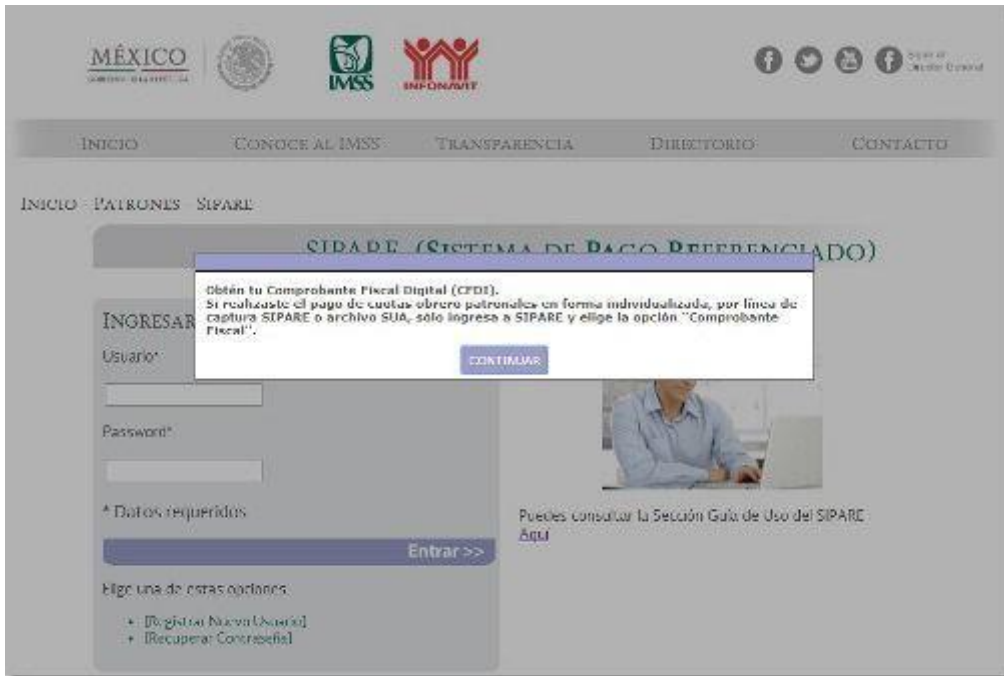 MÉXICO
IMSS
INFONAVIT
INICIO CONOCE AL IMSS TRANSPARENCIA DIRECTORIO CONTACTO
INICIO PATRONES SIPARE
SIPARE (SISTEMA DE PAGO REFERENCIADO)
Obtén tu Comprobante Fiscal Digital (CFDI).
Si realizaste el pago de cuotas obrero patronales en forma individualizada, por línea de
captura SIPARE o archivo SUA, sólo ingresa a SIPARE y elige la opción "Comprobante
Fiscal".
CONTINUAR
INGRESAR
Usuario*
Password*
* Datos requeridos
Entrar >>
Elige una de estas opciones
[Registrar Nuevo Usuario]
[Recuperar Contraseña]
Puedes consultar la Sección Guía de Uso del SIPARE
Aquí